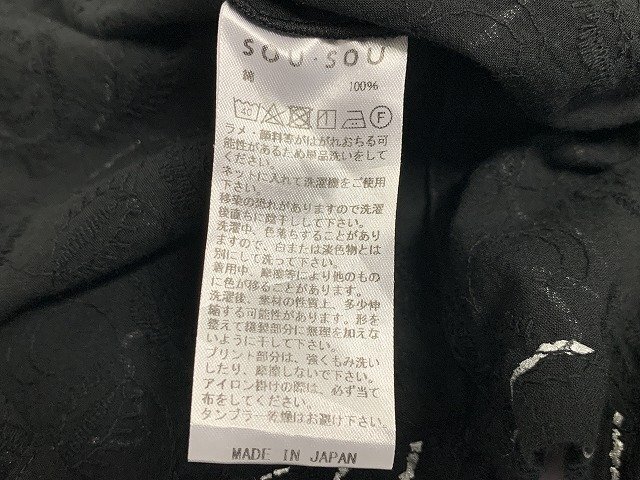 SOU・SOU
綿 100%
40 F
ラメ・顔料等がはがれおちる可
能性があるため単品洗いをして
ください。
ネットに入れて洗濯機をご使用
下さい。
移染の恐れがありますので洗濯
後直ちに陰干しして下さい。
洗濯中、色落ちすることがあり
ますので、白または淡色物とは
別にして洗って下さい。
着用中、摩擦等により他のもの
に色が移ることがあります。
洗濯後、素材の性質上、多少伸
縮する可能性があります。形を
整えて縫製部分に無理を加えな
いように干して下さい。
プリント部分は、強くもみ洗い
したり、摩擦しないで下さい。
アイロン掛けの際は、必ず当て
布をしてください。
タンブラー乾燥はお避け下さい。
MADE IN JAPAN